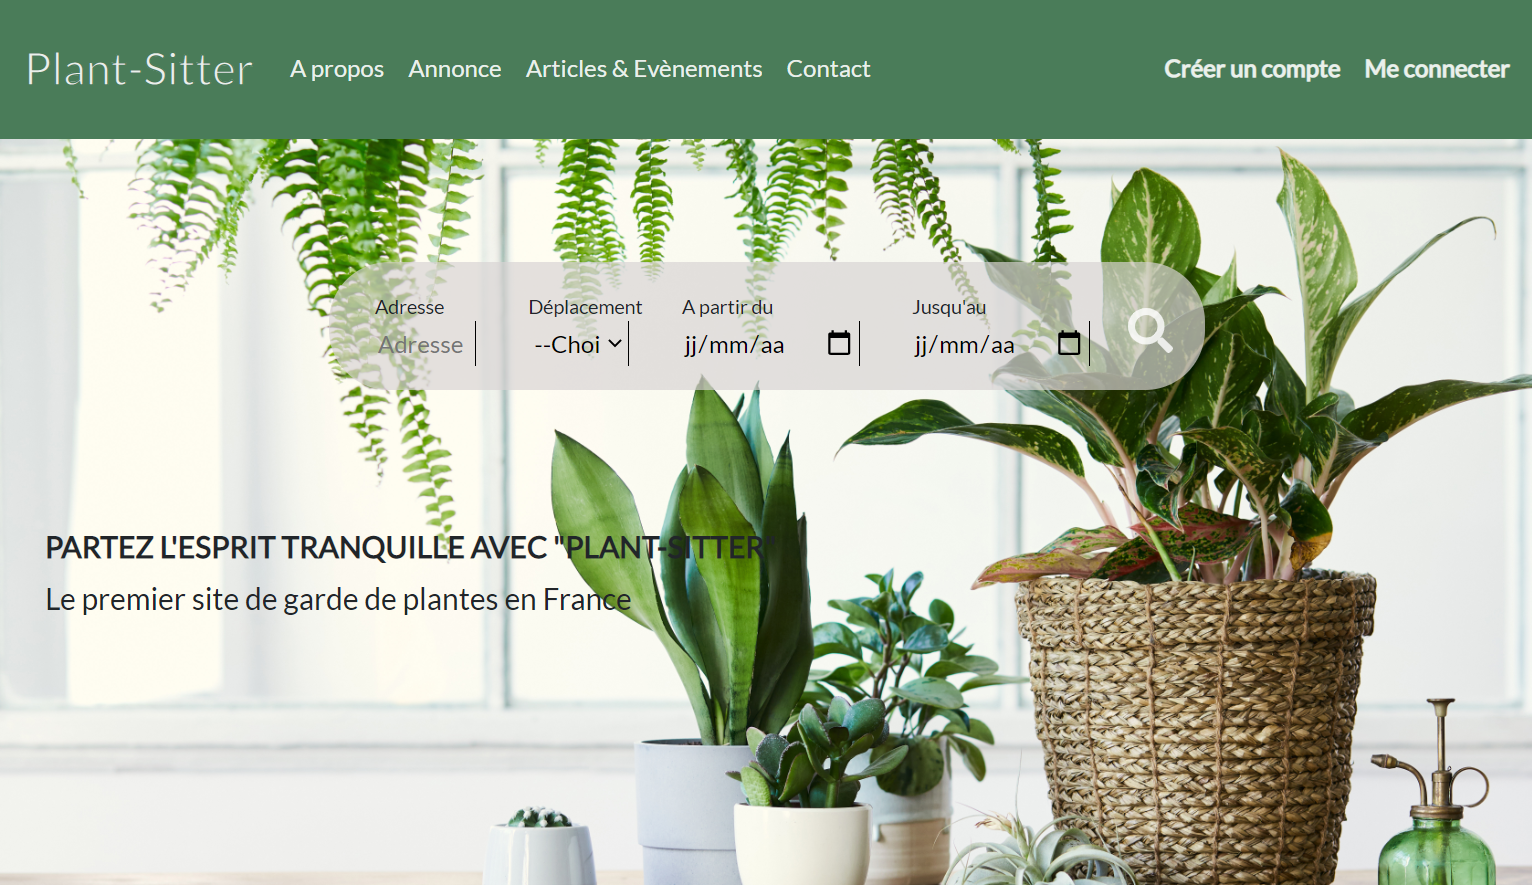 Plant-Sitter A propos Annonce Articles & Evènements Contact Créer un compte Me connecter
Adresse Déplacement A partir du Jusqu'au
Adresse --Choi jj/mm/aa jj/mm/aa
PARTEZ L'ESPRIT TRANQUILLE AVEC "PLANT-SITTER"
Le premier site de garde de plantes en France